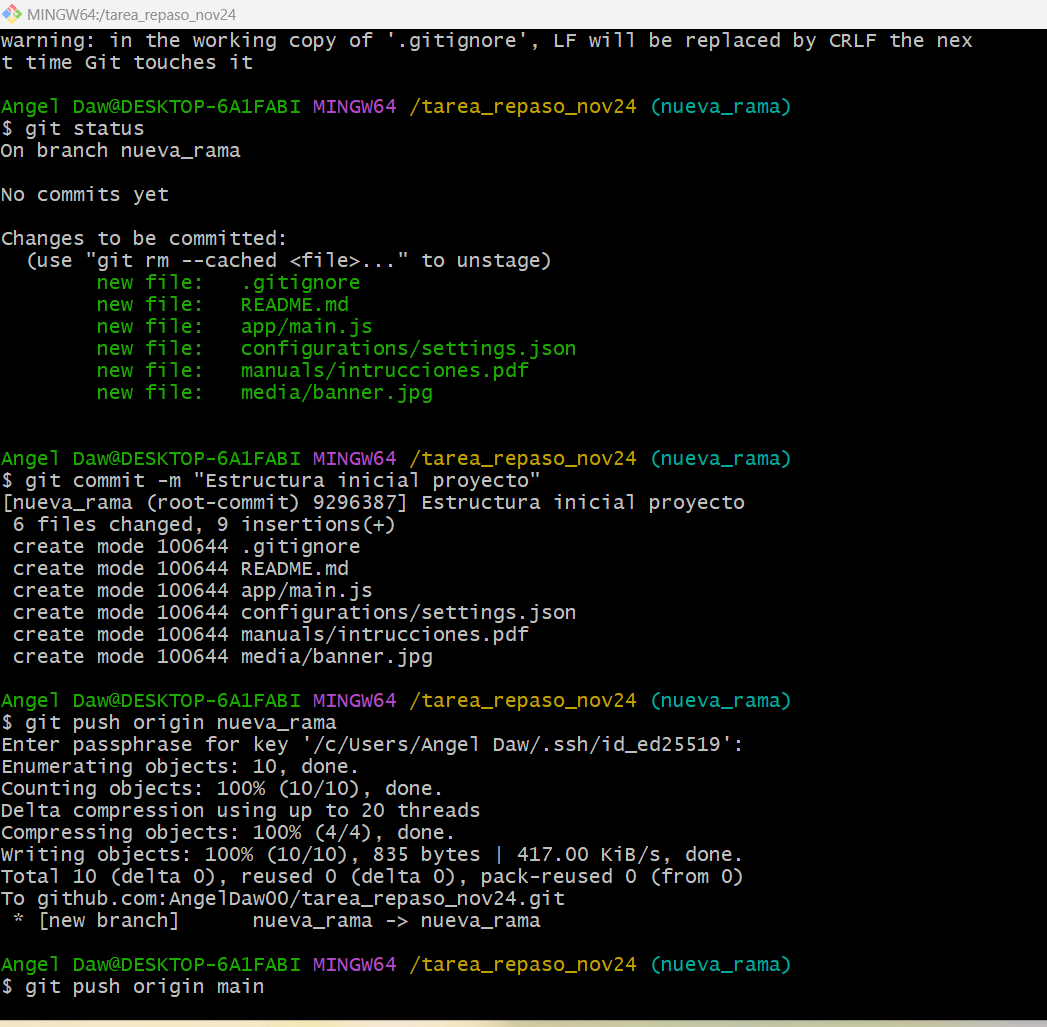 MINGW64:/tarea_repaso_nov24
warning: in the working copy of '.gitignore', LF will be replaced by CRLF the nex
t time Git touches it
Angel Daw@DESKTOP-6A1FABI MINGW64 /tarea_repaso_nov24 (nueva_rama)
$ git status
On branch nueva_rama
No commits yet
Changes to be committed:
  (use "git rm --cached <file>..." to unstage)
        new file:   .gitignore
        new file:   README.md
        new file:   app/main.js
        new file:   configurations/settings.json
        new file:   manuals/intrucciones.pdf
        new file:   media/banner.jpg
Angel Daw@DESKTOP-6A1FABI MINGW64 /tarea_repaso_nov24 (nueva_rama)
$ git commit -m "Estructura inicial proyecto"
[nueva_rama (root-commit) 9296387] Estructura inicial proyecto
 6 files changed, 9 insertions(+)
 create mode 100644 .gitignore
 create mode 100644 README.md
 create mode 100644 app/main.js
 create mode 100644 configurations/settings.json
 create mode 100644 manuals/intrucciones.pdf
 create mode 100644 media/banner.jpg
Angel Daw@DESKTOP-6A1FABI MINGW64 /tarea_repaso_nov24 (nueva_rama)
$ git push origin nueva_rama
Enter passphrase for key '/c/Users/Angel Daw/.ssh/id_ed25519':
Enumerating objects: 10, done.
Counting objects: 100% (10/10), done.
Delta compression using up to 20 threads
Compressing objects: 100% (4/4), done.
Writing objects: 100% (10/10), 835 bytes | 417.00 KiB/s, done.
Total 10 (delta 0), reused 0 (delta 0), pack-reused 0 (from 0)
To github.com:AngelDaw00/tarea_repaso_nov24.git
 * [new branch]      nueva_rama -> nueva_rama
Angel Daw@DESKTOP-6A1FABI MINGW64 /tarea_repaso_nov24 (nueva_rama)
$ git push origin main